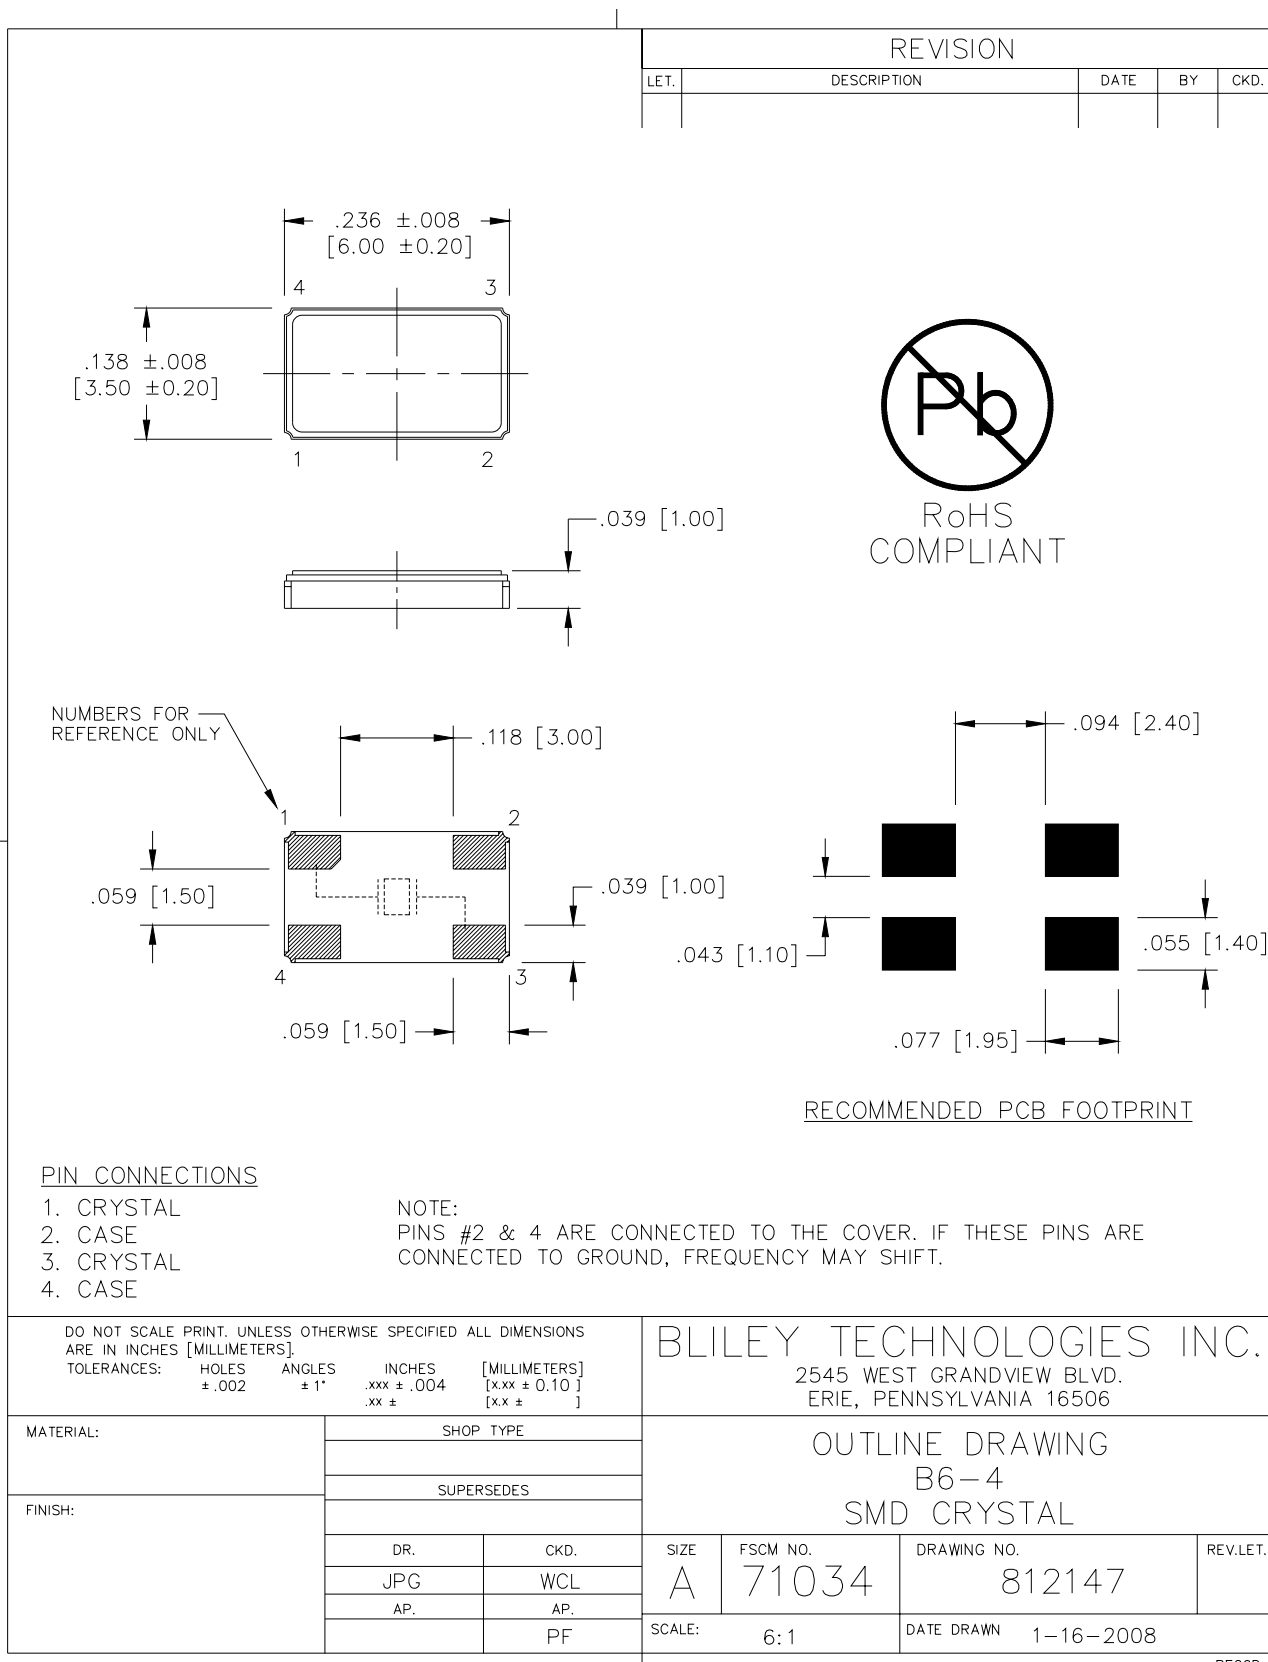 REVISION
LET. DESCRIPTION DATE BY CKD.
.236 ±.008
[6.00 ±0.20]
4 3
.138 ±.008
[3.50 ±0.20]
1 2
Pb
RoHS
COMPLIANT
.039 [1.00]
NUMBERS FOR
REFERENCE ONLY
.118 [3.00]
.094 [2.40]
1 2
.059 [1.50]
.039 [1.00]
.043 [1.10]
.055 [1.40]
4 3
.059 [1.50]
.077 [1.95]
RECOMMENDED PCB FOOTPRINT
PIN CONNECTIONS
1. CRYSTAL
2. CASE
3. CRYSTAL
4. CASE
NOTE:
PINS #2 & 4 ARE CONNECTED TO THE COVER. IF THESE PINS ARE
CONNECTED TO GROUND, FREQUENCY MAY SHIFT.
DO NOT SCALE PRINT. UNLESS OTHERWISE SPECIFIED ALL DIMENSIONS
ARE IN INCHES [MILLIMETERS].
TOLERANCES: HOLES ANGLES INCHES [MILLIMETERS]
±.002 ± 1° .xxx ± .004 [x.xx ± 0.10 ]
.xx ± [x.x ± ]
BLILEY TECHNOLOGIES INC.
2545 WEST GRANDVIEW BLVD.
ERIE, PENNSYLVANIA 16506
MATERIAL:
SHOP TYPE
SUPERSEDES
FINISH:
OUTLINE DRAWING
B6-4
SMD CRYSTAL
DR. CKD.
JPG WCL
AP. AP.
PF
SIZE FSCM NO. DRAWING NO. REV.LET.
A 71034 812147
SCALE: 6:1 DATE DRAWN 1-16-2008